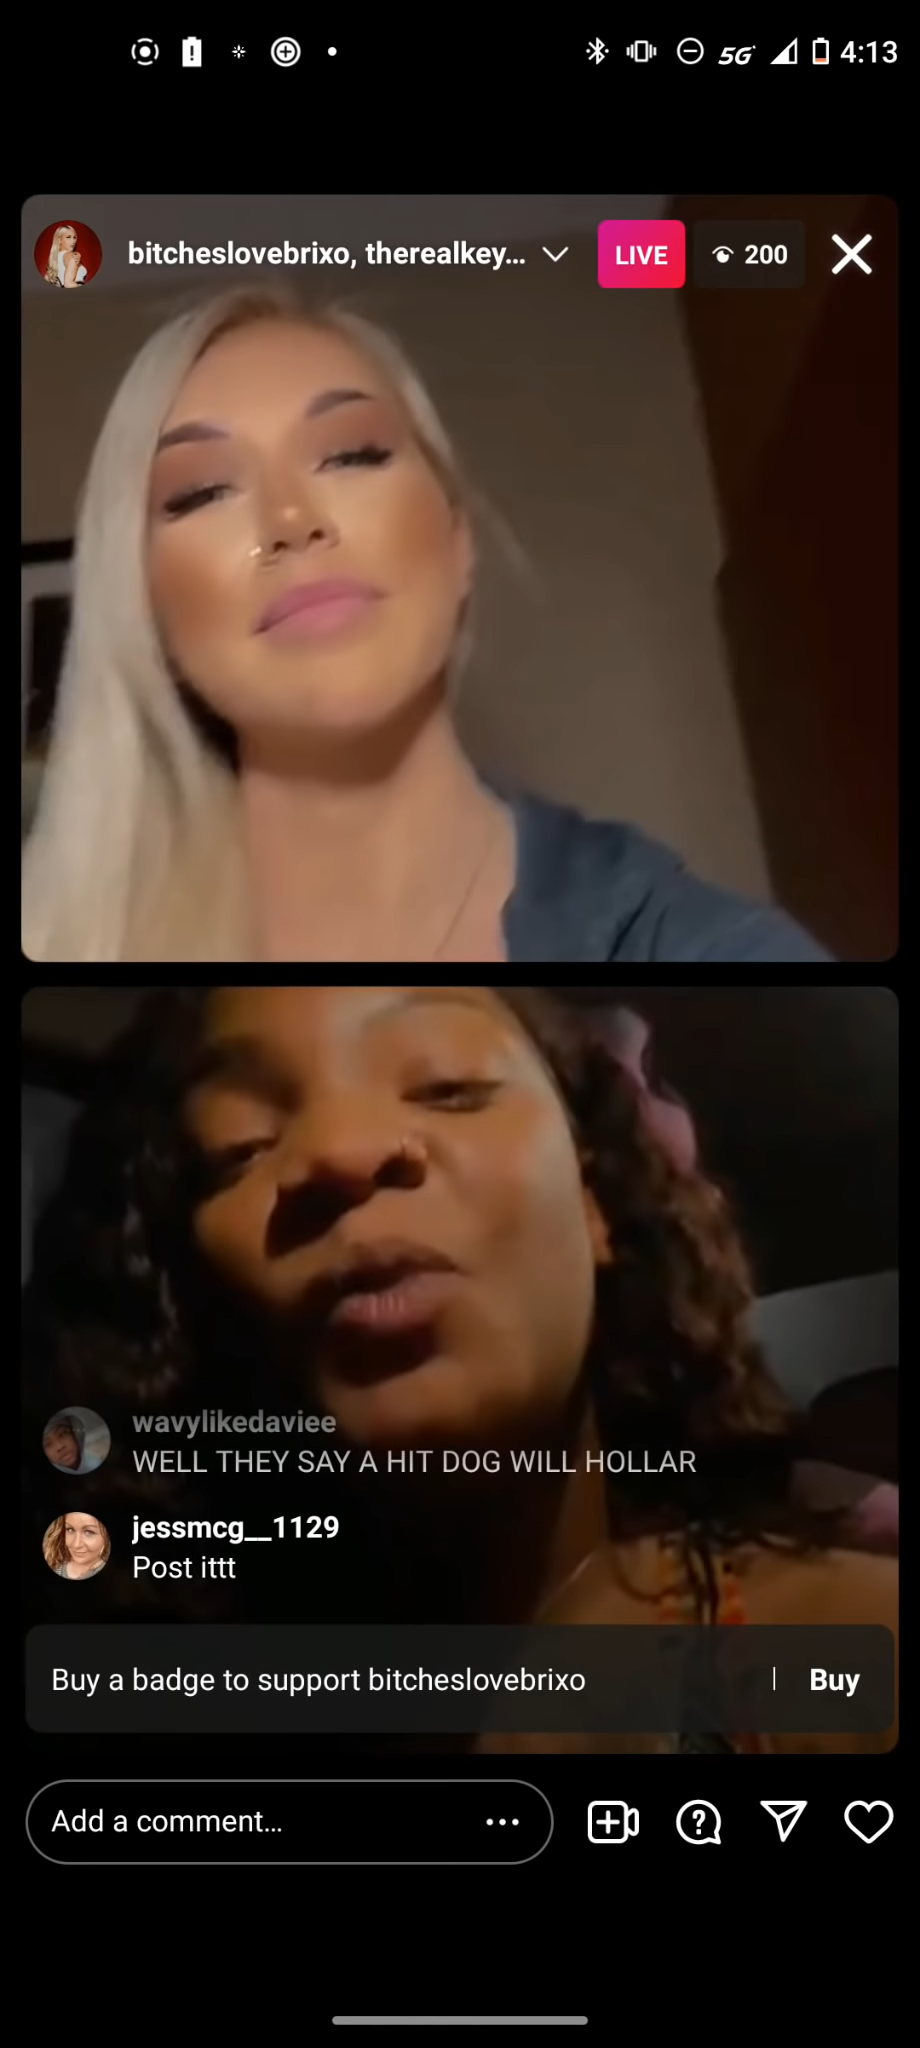 5G 4:13
bitcheslovebrixo, therealkey... LIVE 200
wavylikedaviee
WELL THEY SAY A HIT DOG WILL HOLLAR
jessmcg__1129
Post ittt
Buy a badge to support bitcheslovebrixo | Buy
Add a comment...